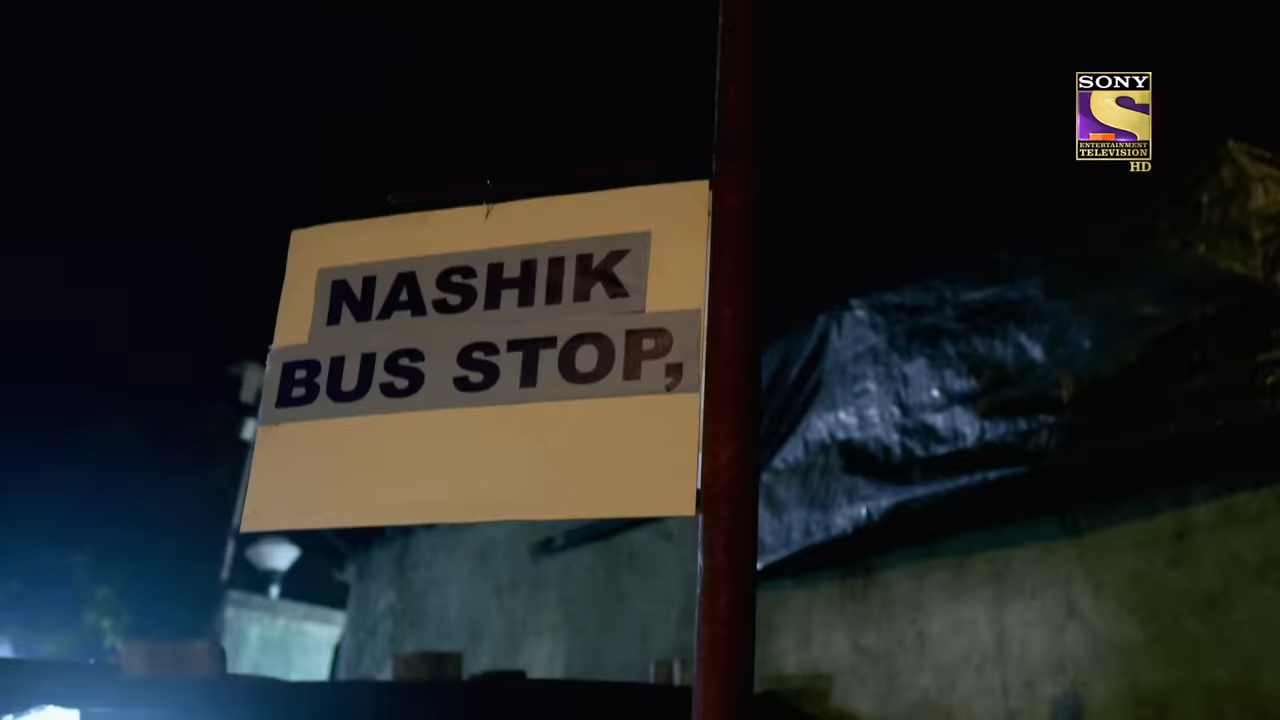 SONY
ENTERTAINMENT
TELEVISION
HD
NASHIK
BUS STOP,